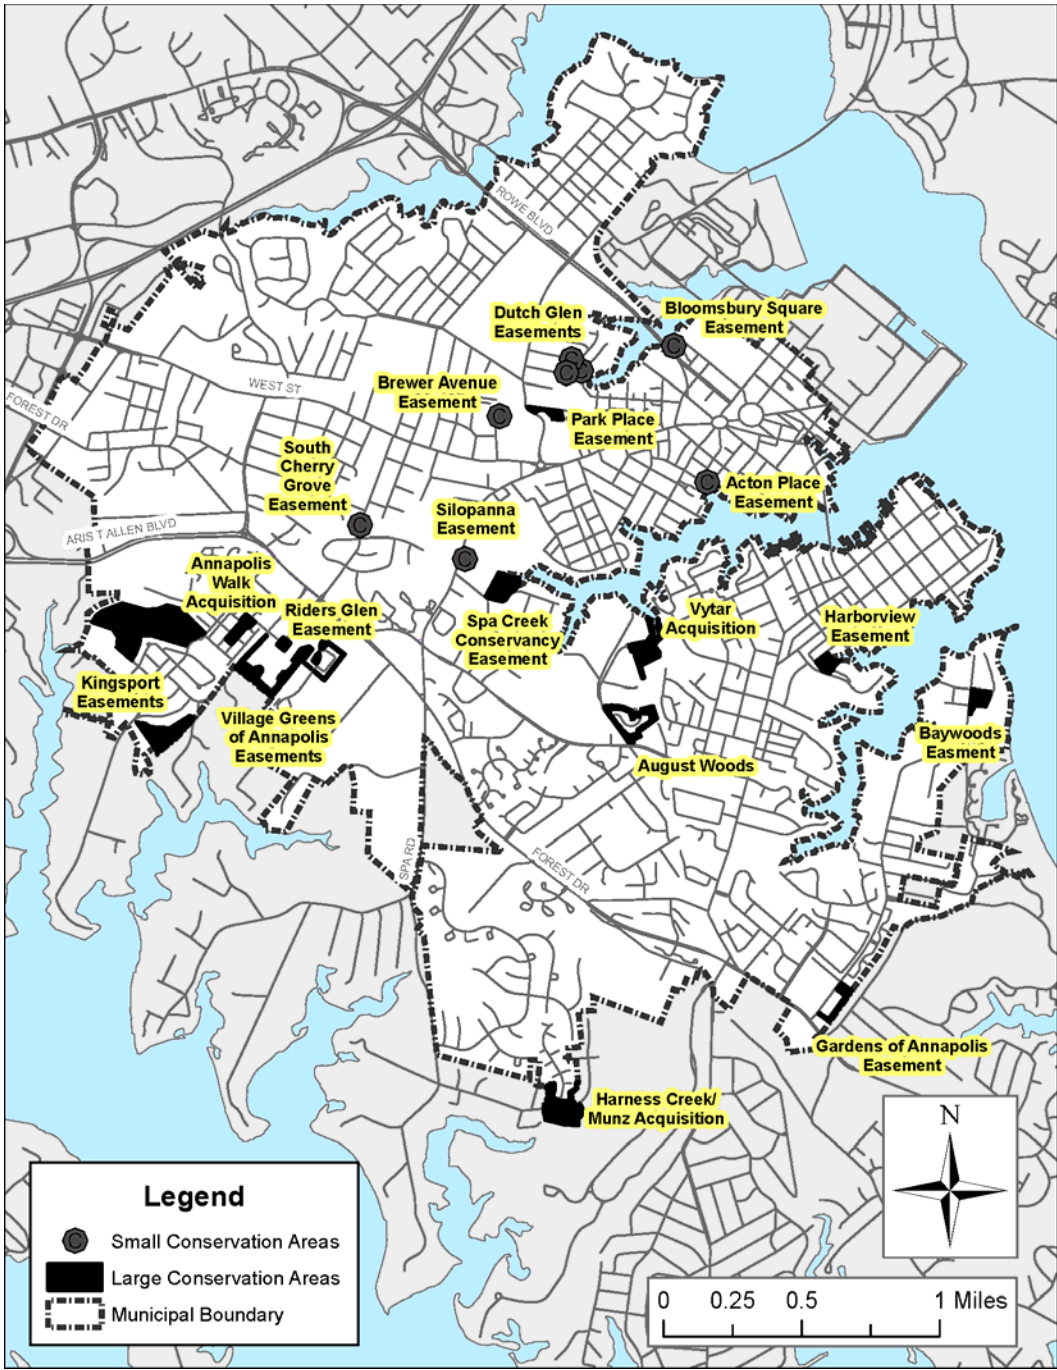 ROWE BLVD
Dutch Glen
Easements
Bloomsbury Square
Easement
WEST ST
Brewer Avenue
Easement
FOREST DR
Park Place
Easement
South
Cherry
Grove
Easement
Acton Place
Easement
Silopanna
Easement
ARIS T ALLEN BLVD
Annapolis
Walk
Acquisition
Riders Glen
Easement
Spa Creek
Conservancy
Easement
Vytar
Acquisition
Harborview
Easement
Kingsport
Easements
Village Greens
of Annapolis
Easements
Baywoods
Easment
August Woods
SPA RD
FOREST DR
Gardens of Annapolis
Easement
Harness Creek/
Munz Acquisition
N
Legend
C Small Conservation Areas
Large Conservation Areas
Municipal Boundary
0 0.25 0.5 1 Miles